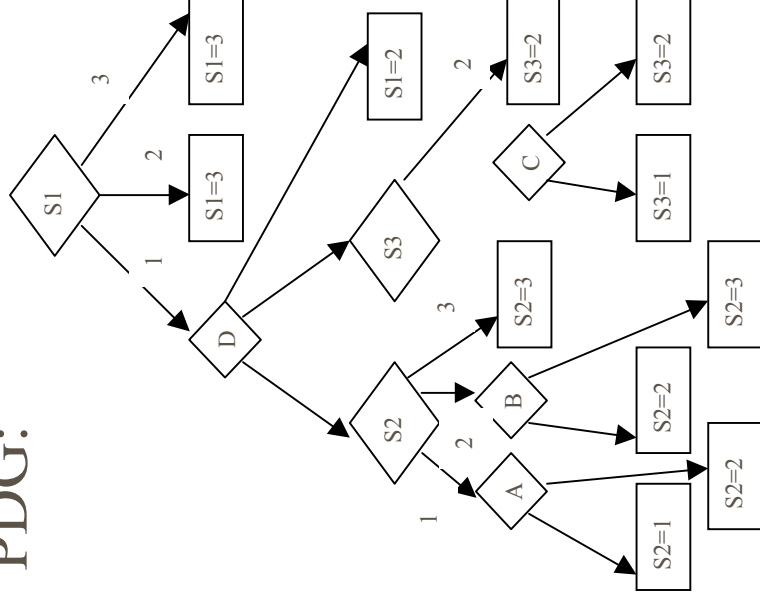 PDG:
S1
3
2
1
S1=3
S1=3
D
S1=2
S3
2
S3=2
C
S3=2
S3=1
S2
3
2
1
S2=3
B
A
S2=3
S2=2
S2=2
S2=1